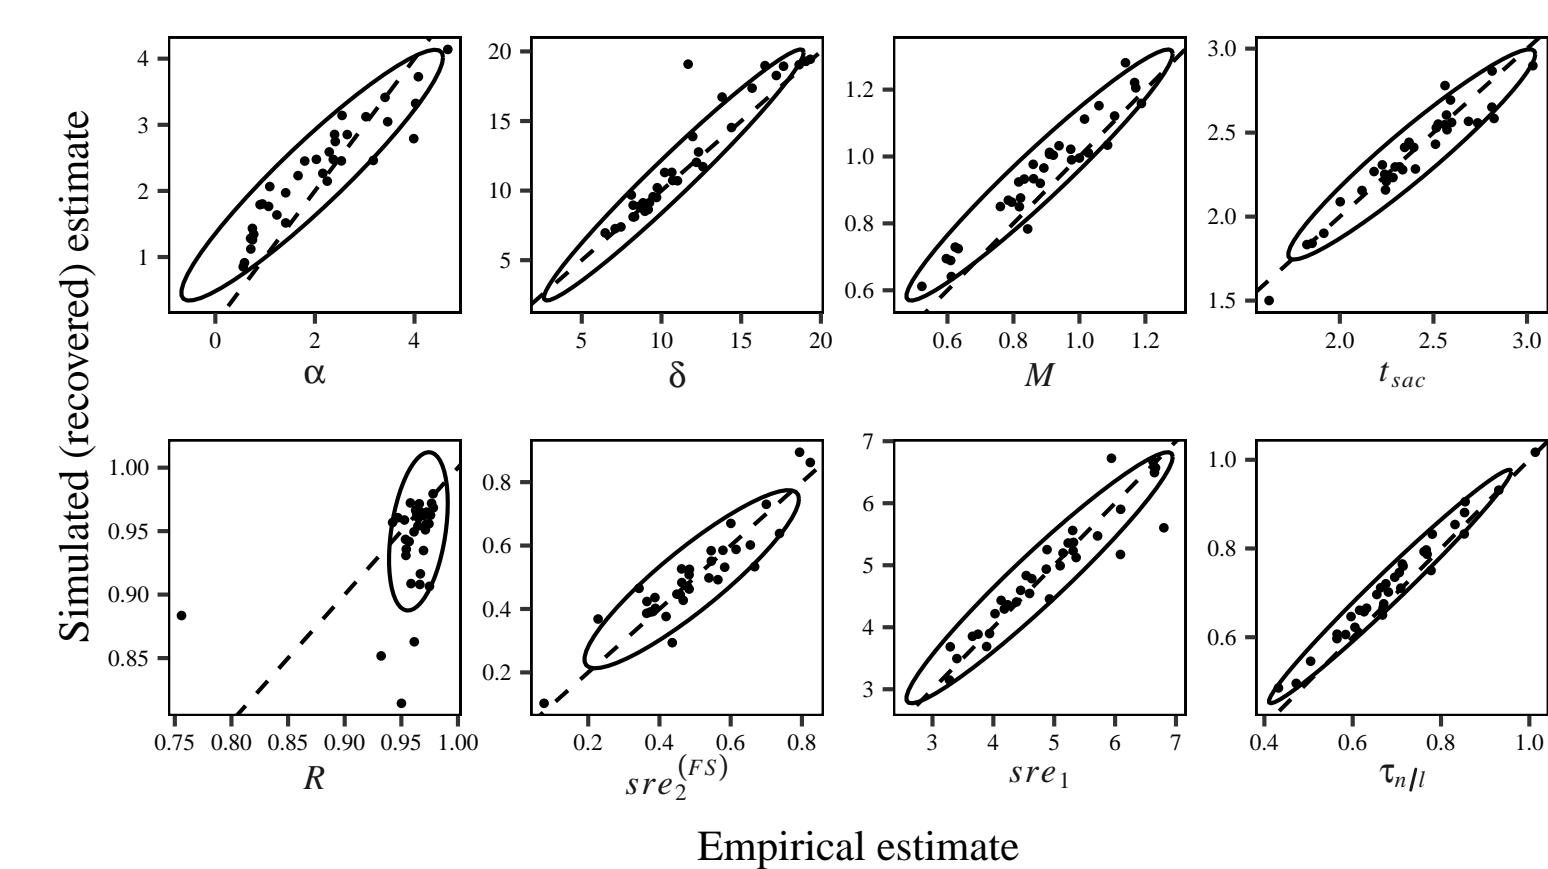 Simulated (recovered) estimate
4
3
2
1
0 2 4
α
20
15
10
5
5 10 15 20
δ
1.2
1.0
0.8
0.6
0.6 0.8 1.0 1.2
M
3.0
2.5
2.0
1.5
2.0 2.5 3.0
t_sac
1.00
0.95
0.90
0.85
0.75 0.80 0.85 0.90 0.95 1.00
R
0.8
0.6
0.4
0.2
0.2 0.4 0.6 0.8
sre_2^(FS)
7
6
5
4
3
3 4 5 6 7
sre_1
1.0
0.8
0.6
0.4 0.6 0.8 1.0
τ_n/l
Empirical estimate